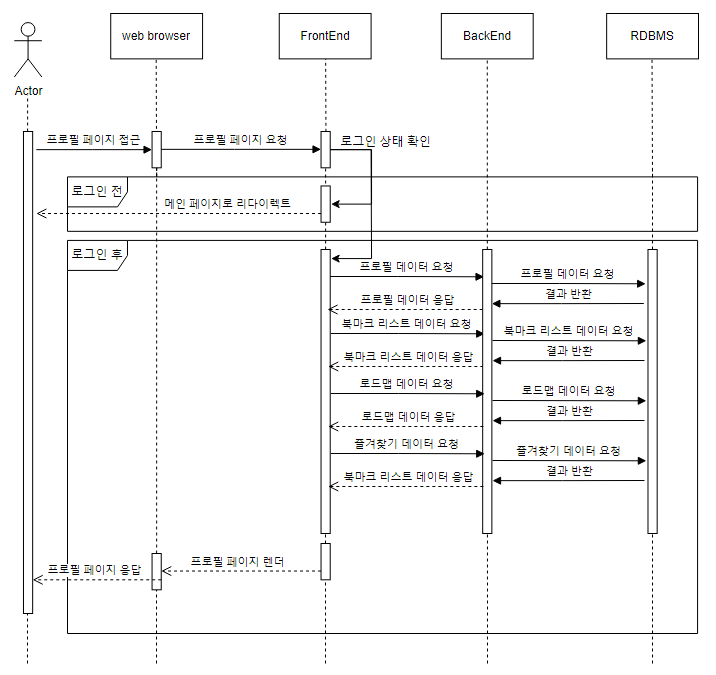 web browser
FrontEnd
BackEnd
RDBMS
Actor
프로필 페이지 접근
프로필 페이지 요청
로그인 상태 확인
로그인 전
메인 페이지로 리다이렉트
로그인 후
프로필 데이터 요청
프로필 데이터 요청
결과 반환
프로필 데이터 응답
북마크 리스트 데이터 요청
북마크 리스트 데이터 요청
결과 반환
북마크 리스트 데이터 응답
로드맵 데이터 요청
로드맵 데이터 요청
결과 반환
로드맵 데이터 응답
즐겨찾기 데이터 요청
즐겨찾기 데이터 요청
결과 반환
북마크 리스트 데이터 응답
프로필 페이지 렌더
프로필 페이지 응답